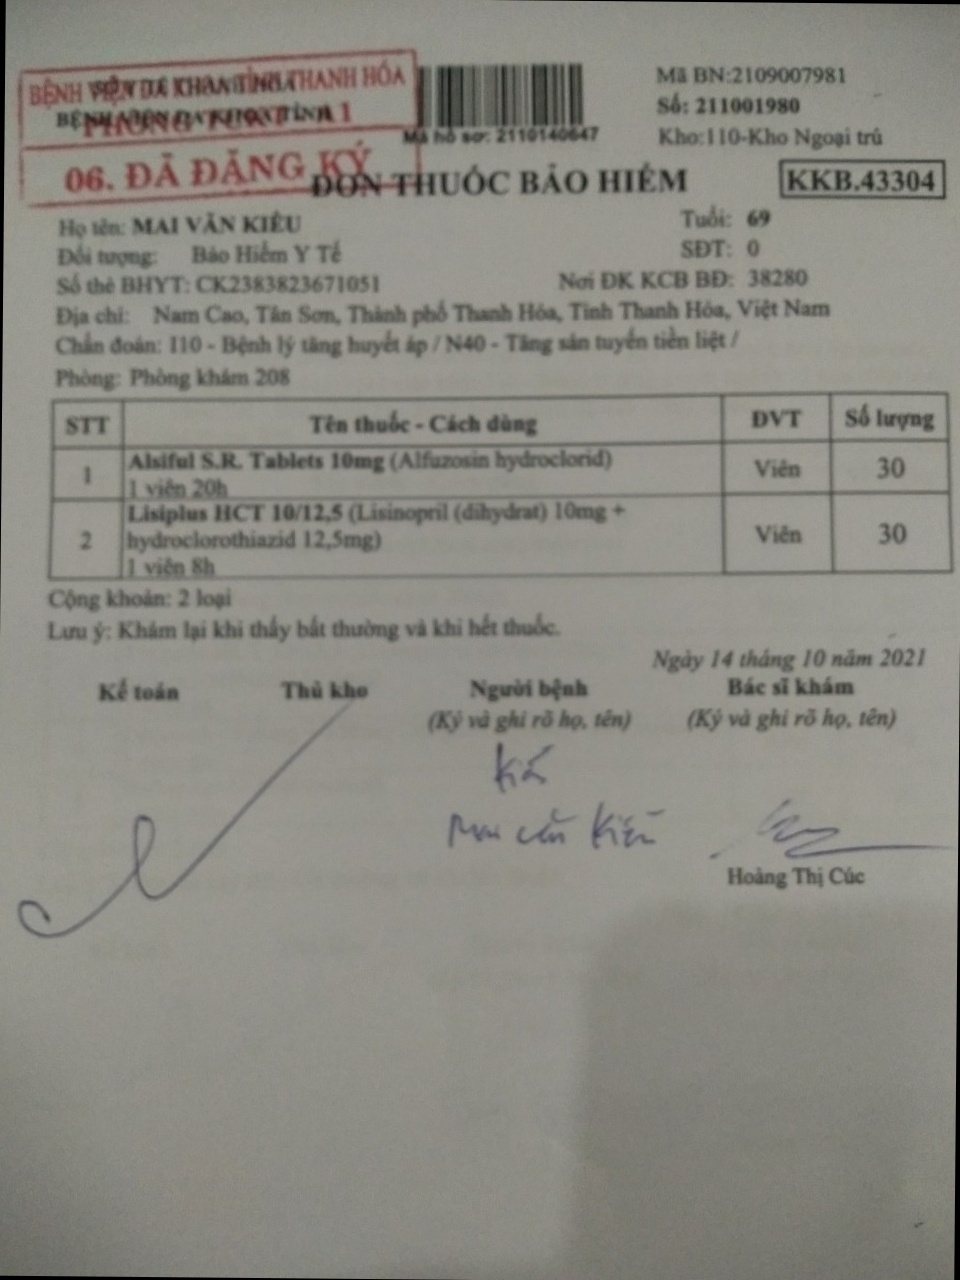 BỆNH VIỆN ĐA KHOA TỈNH THANH HÓA
BỆNH VIỆN ĐA KHOA TỈNH
06. ĐÃ ĐĂNG KÝ
Mã hồ sơ: 2110140647
Mã BN:2109007981
Số: 211001980
Kho:110-Kho Ngoại trú
ĐƠN THUỐC BẢO HIỂM
KKB.43304
Họ tên: MAI VĂN KIỀU
Tuổi: 69
Đối tượng: Bảo Hiểm Y Tế
SĐT: 0
Số thẻ BHYT: CK2383823671051
Nơi ĐK KCB BĐ: 38280
Địa chỉ: Nam Cao, Tân Sơn, Thành phố Thanh Hóa, Tỉnh Thanh Hóa, Việt Nam
Chẩn đoán: I10 - Bệnh lý tăng huyết áp / N40 - Tăng sản tuyến tiền liệt /
Phòng: Phòng khám 208
STT Tên thuốc - Cách dùng ĐVT Số lượng
1 Alsiful S.R. Tablets 10mg (Alfuzosin hydroclorid) Viên 30
1 viên 20h
2 Lisiplus HCT 10/12,5 (Lisinopril (dihydrat) 10mg + hydroclorothiazid 12,5mg) Viên 30
1 viên 8h
Cộng khoản: 2 loại
Lưu ý: Khám lại khi thấy bất thường và khi hết thuốc.
Ngày 14 tháng 10 năm 2021
Kế toán Thủ kho Người bệnh Bác sĩ khám
(Ký và ghi rõ họ, tên) (Ký và ghi rõ họ, tên)
Mai văn Kiều
Hoàng Thị Cúc